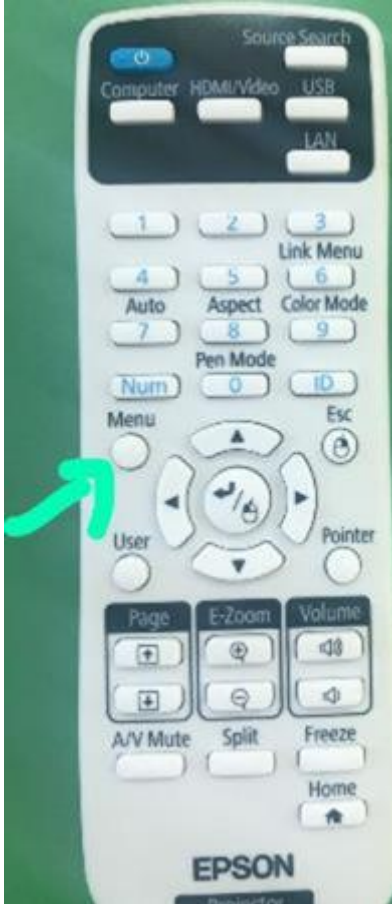 Source Search
Computer HDMI/Video USB
LAN
1 2 3
Link Menu
4 5 6
Auto Aspect Color Mode
7 8 9
Pen Mode
Num 0 ID
Menu Esc
User Pointer
Page E-Zoom Volume
A/V Mute Split Freeze
Home
EPSON
Projector